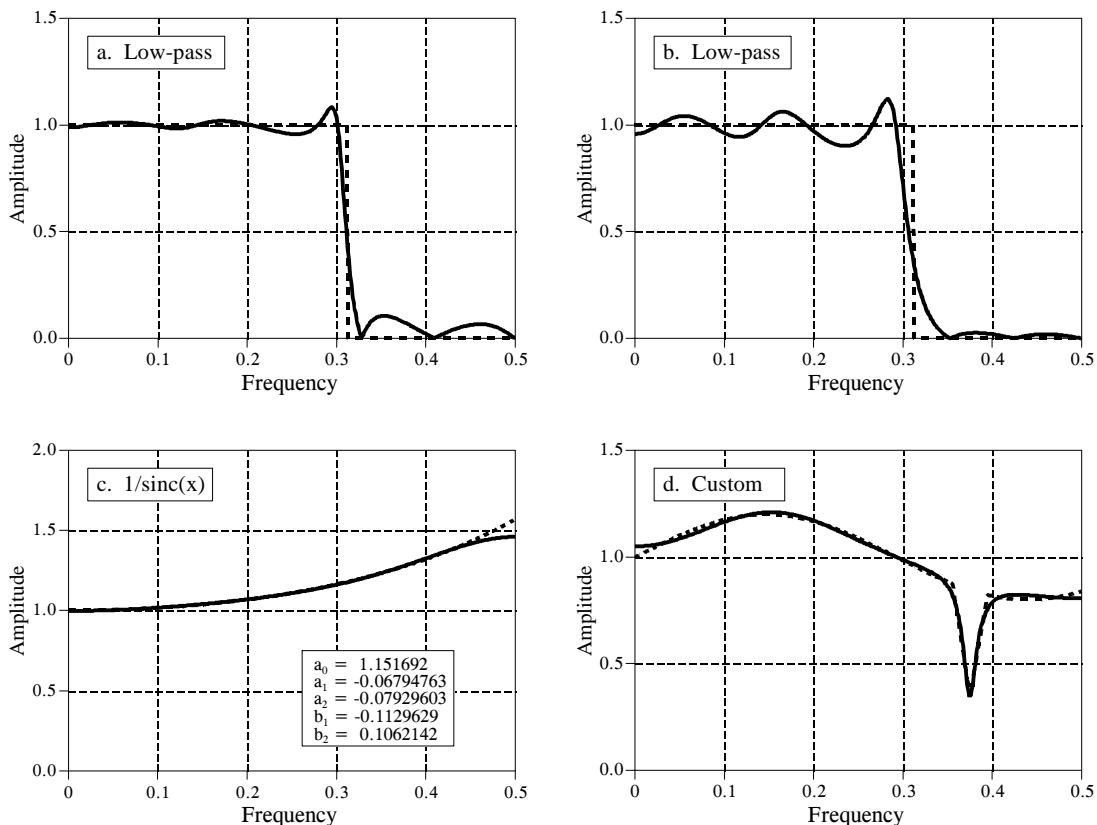 1.5
1.0
0.5
0.0
0 0.1 0.2 0.3 0.4 0.5
Amplitude
Frequency
a. Low-pass
1.5
1.0
0.5
0.0
0 0.1 0.2 0.3 0.4 0.5
Amplitude
Frequency
b. Low-pass
2.0
1.5
1.0
0.5
0.0
0 0.1 0.2 0.3 0.4 0.5
Amplitude
Frequency
c. 1/sinc(x)
a0 = 1.151692
a1 = -0.06794763
a2 = -0.07929603
b1 = -0.1129629
b2 = 0.1062142
1.5
1.0
0.5
0.0
0 0.1 0.2 0.3 0.4 0.5
Amplitude
Frequency
d. Custom